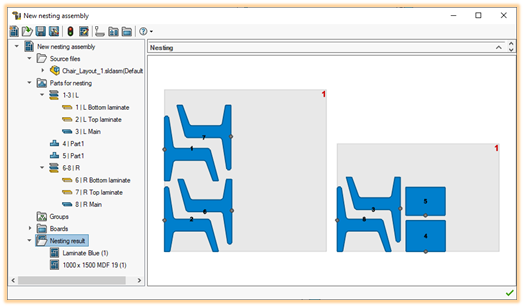 New nesting assembly
New nesting assembly
Source files
Chair_Layout_1.sldasm(Default
Parts for nesting
1-3 | L
1 | L Bottom laminate
2 | L Top laminate
3 | L Main
4 | Part1
5 | Part1
6-8 | R
6 | R Bottom laminate
7 | R Top laminate
8 | R Main
Groups
Boards
Nesting result
Laminate Blue (1)
1000 x 1500 MDF 19 (1)
Nesting
1
7
1
6
2
1
3
8
5
4